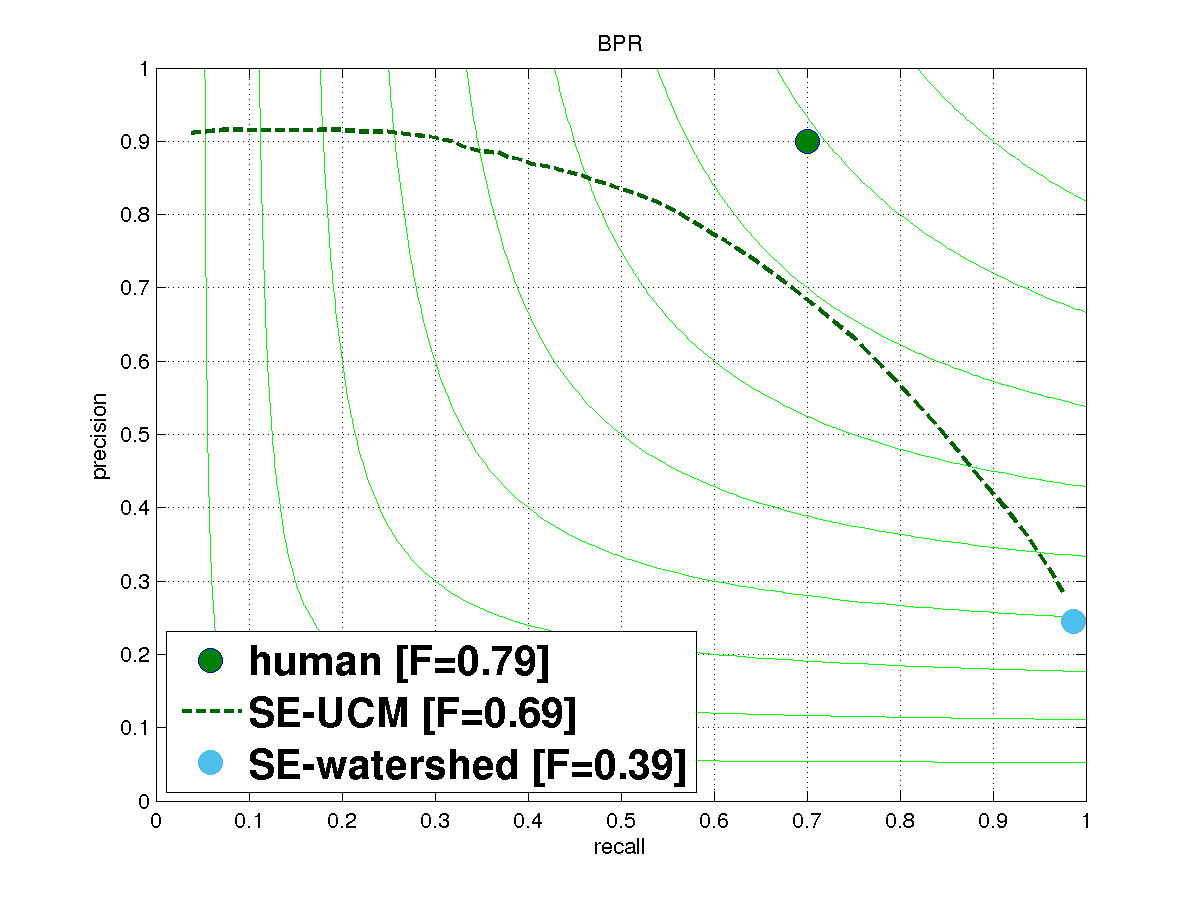 BPR
1
0.9
0.8
0.7
0.6
0.5
0.4
0.3
0.2
0.1
0
precision
human [F=0.79]
SE-UCM [F=0.69]
SE-watershed [F=0.39]
0 0.1 0.2 0.3 0.4 0.5 0.6 0.7 0.8 0.9 1
recall